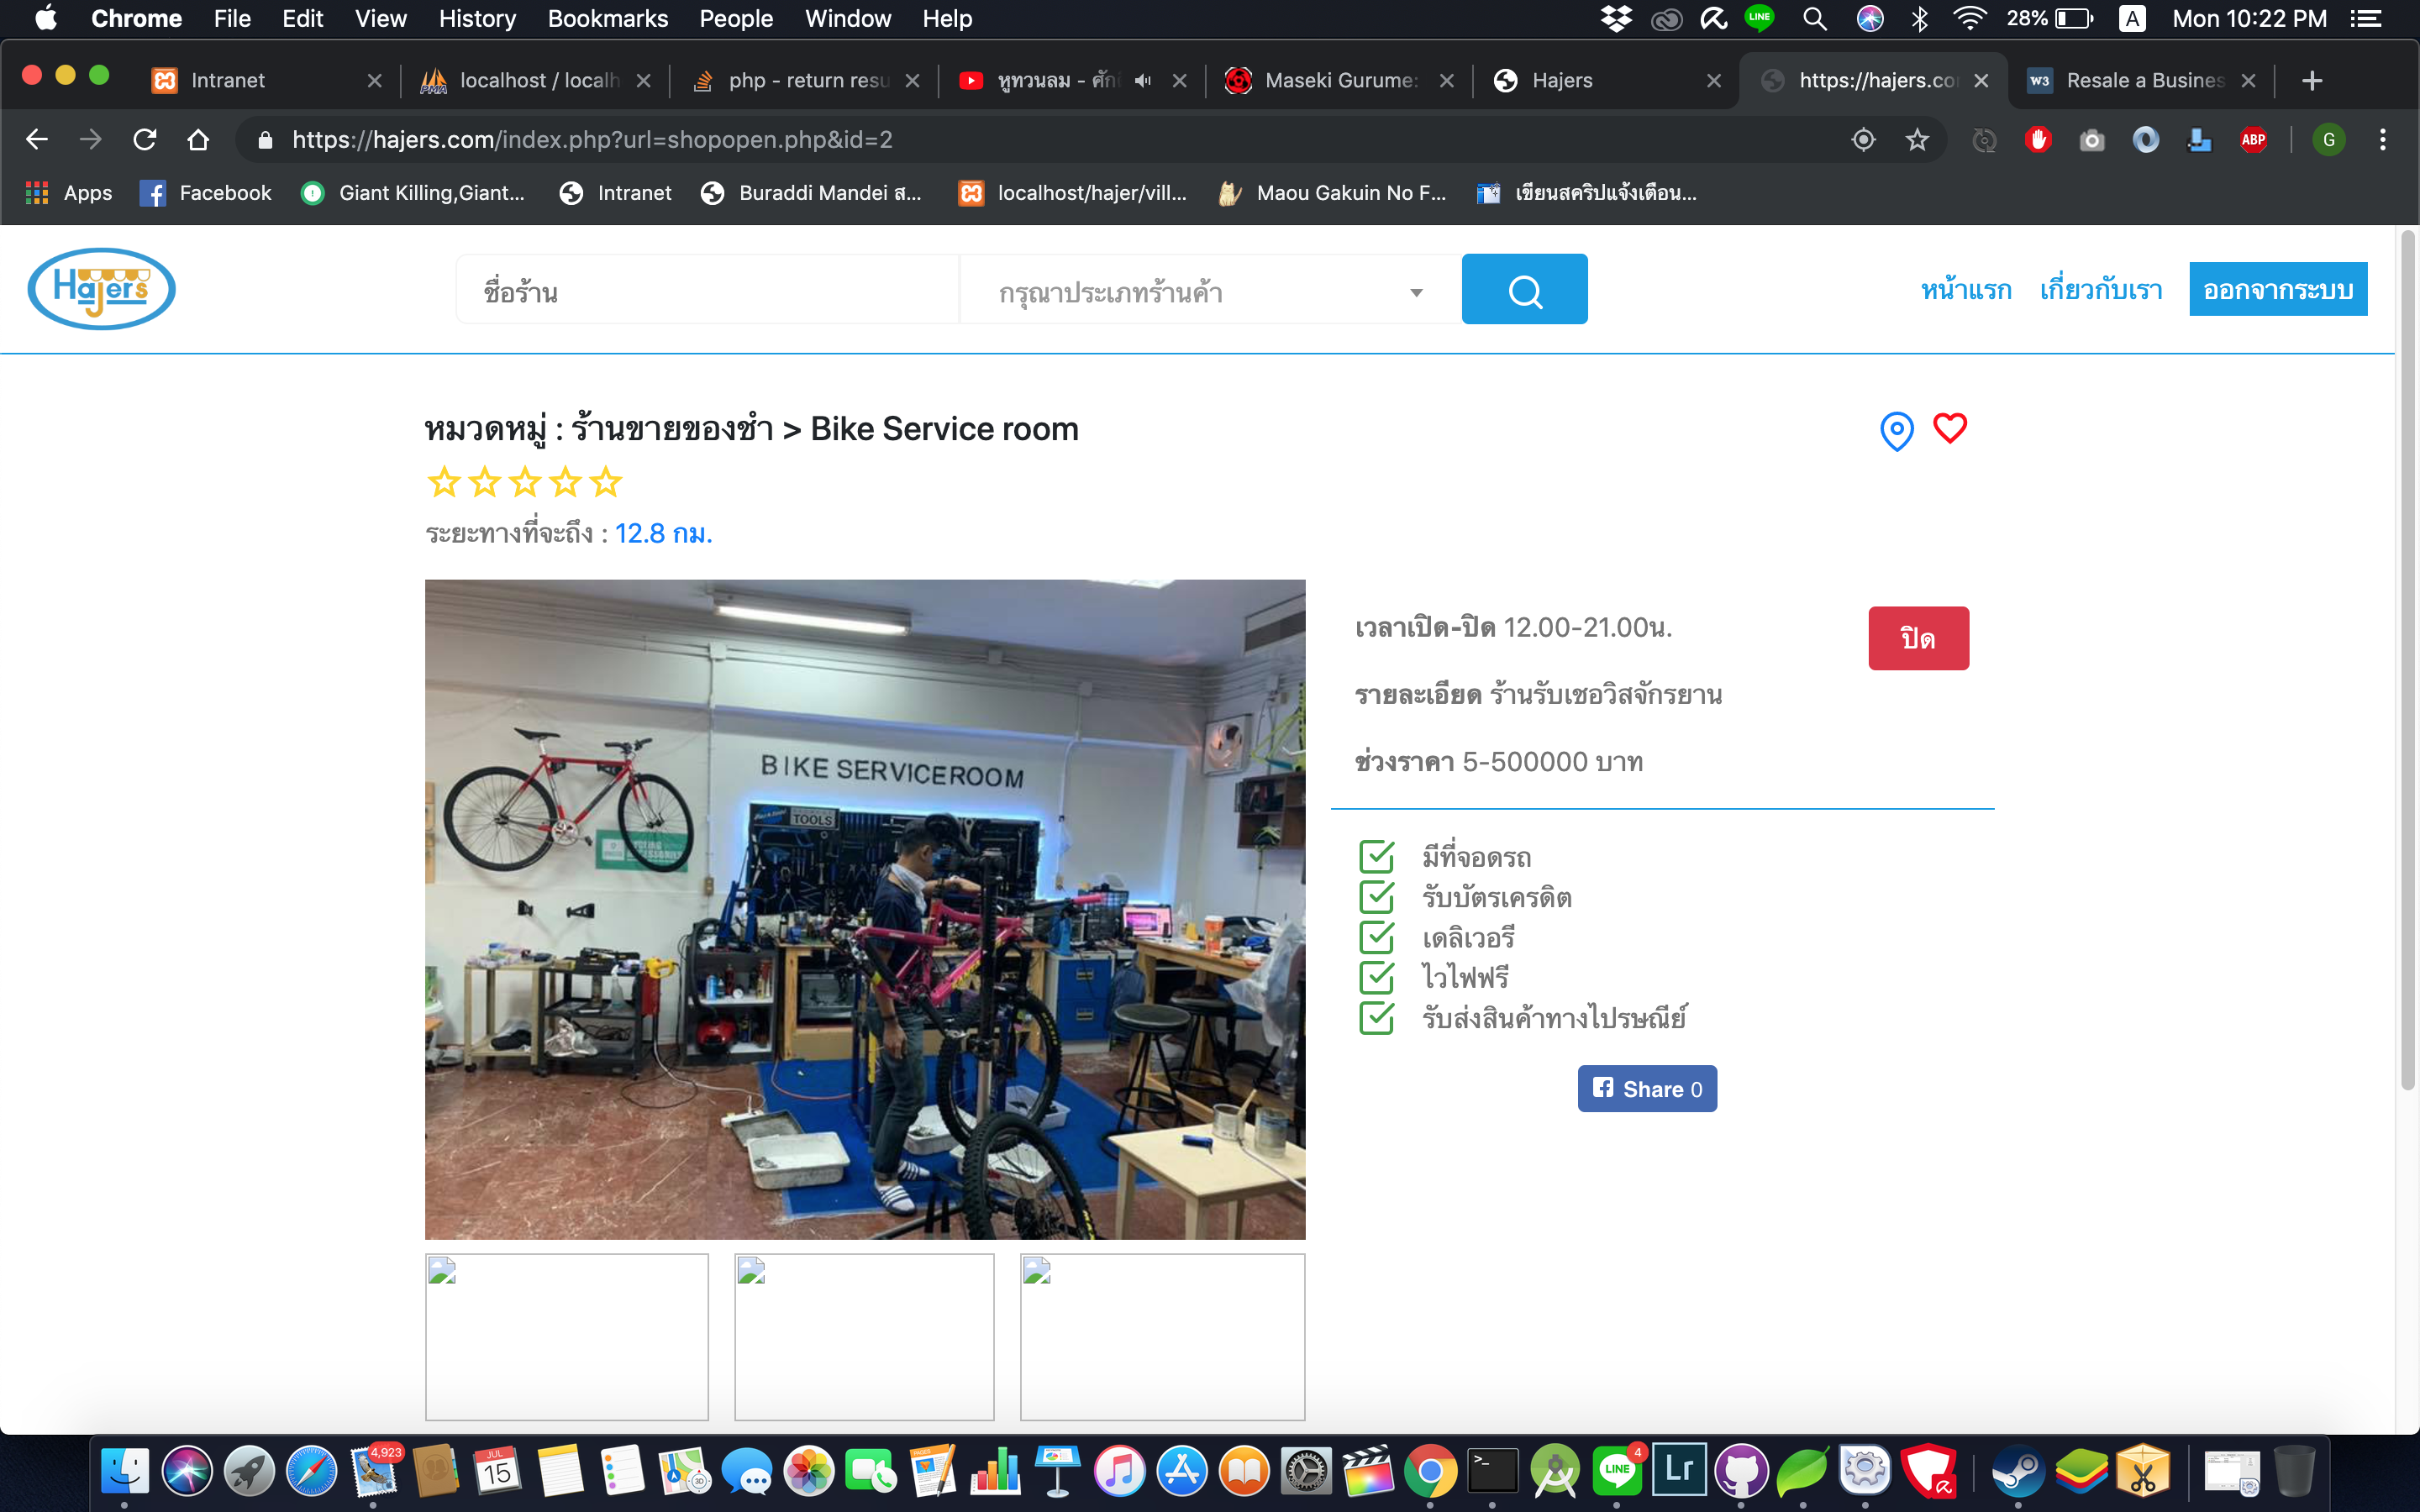 Chrome File Edit View History Bookmarks People Window Help LINE 28% A Mon 10:22 PM
Intranet localhost / localh php - return resu หูทวนลม - ศัก Maseki Gurume: Hajers https://hajers.co W3 Resale a Busines
https://hajers.com/index.php?url=shopopen.php&id=2 ABP G
Apps Facebook Giant Killing,Giant... Intranet Buraddi Mandei ส... localhost/hajer/vill... Maou Gakuin No F... เขียนสคริปแจ้งเตือน...
Hajers ชื่อร้าน กรุณาประเภทร้านค้า หน้าแรก เกี่ยวกับเรา ออกจากระบบ
หมวดหมู่ : ร้านขายของชำ > Bike Service room
ระยะทางที่จะถึง : 12.8 กม.
เวลาเปิด-ปิด 12.00-21.00น. ปิด
รายละเอียด ร้านรับเซอวิสจักรยาน
ช่วงราคา 5-500000 บาท
BIKE SERVICEROOM
TOOLS
มีที่จอดรถ
รับบัตรเครดิต
เดลิเวอรี
ไวไฟฟรี
รับส่งสินค้าทางไปรษณีย์
Share 0
4,923 JUL 15 PAGES 3D >_ LINE 4 Lr